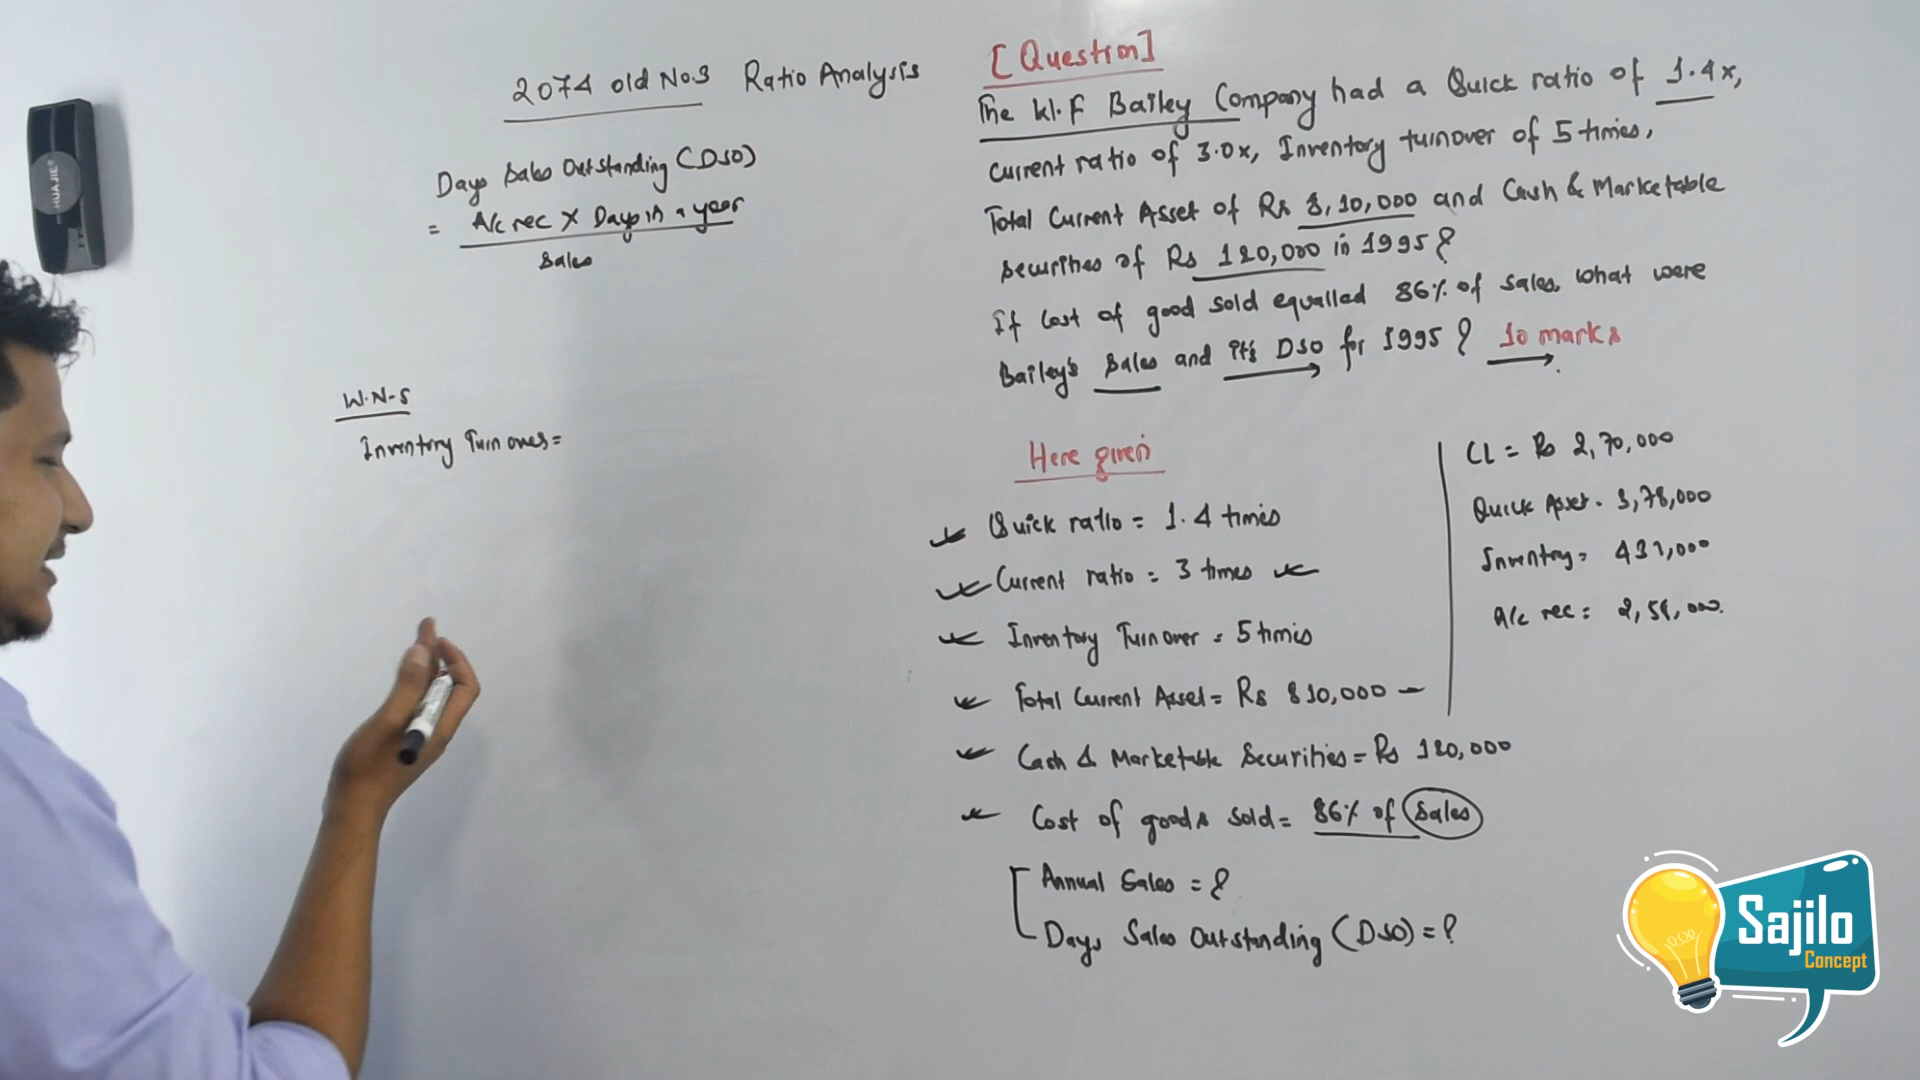 2074 old No.3 Ratio Analysis
Days Sales Outstanding (DSO)
= A/c rec X Days in a year
Sales
W.N-5
Inventory Turn over =
[Question]
The W.F Bailey Company had a Quick ratio of 1.4x,
Current ratio of 3.0x, Inventory turnover of 5 times,
Total Current Asset of Rs 8,10,000 and Cash & Marketable
Securities of Rs 120,000 in 1995?
If Cost of good sold equalled 86% of sales, what were
Bailey's Sales and it's DSO for 1995? 10 marks
Here given
Quick ratio = 1.4 times
Current ratio = 3 times
Inventory Turnover = 5 times
Total Current Asset = Rs 810,000
Cash & Marketable Securities = Rs 120,000
Cost of goods sold = 86% of Sales
Annual Sales = ?
Days Sales Outstanding (DSO) = ?
CL = Rs 2,70,000
Quick Asset = 3,78,000
Inventory = 432,000
A/c rec = 2,58,000.
HUAJIE
Sajilo
Concept